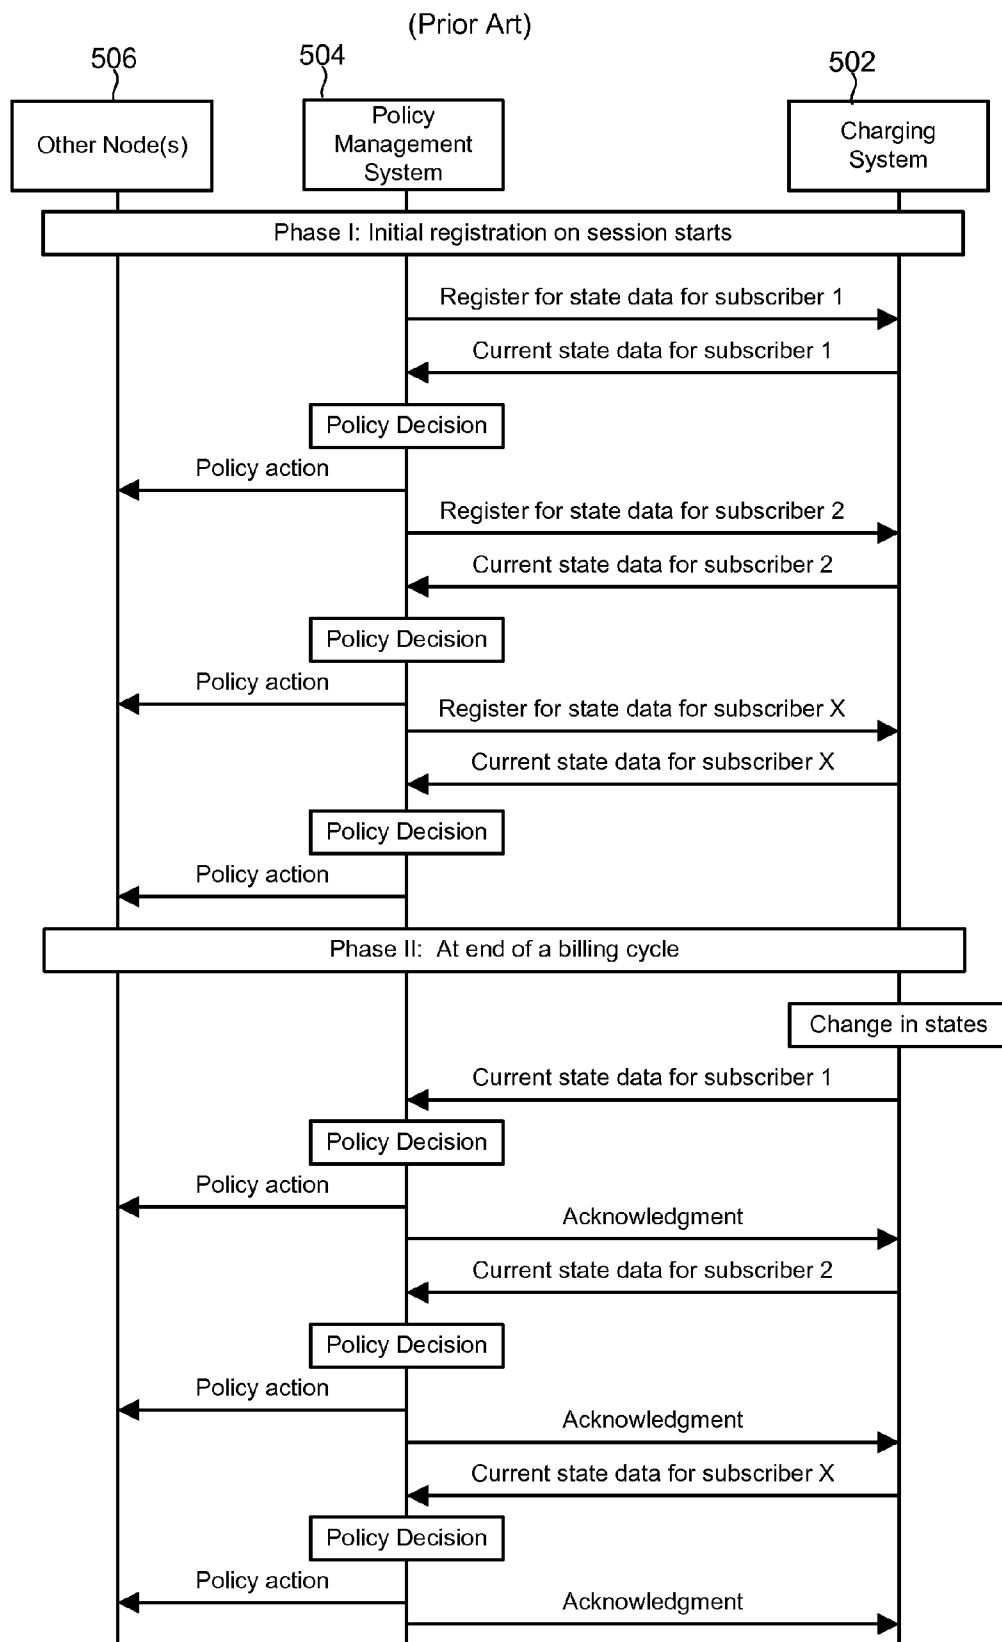 (Prior Art)
506
504
502
Other Node(s)
Policy
Management
System
Charging
System
Phase I: Initial registration on session starts
Register for state data for subscriber 1
Current state data for subscriber 1
Policy Decision
Policy action
Register for state data for subscriber 2
Current state data for subscriber 2
Policy Decision
Policy action
Register for state data for subscriber X
Current state data for subscriber X
Policy Decision
Policy action
Phase II:  At end of a billing cycle
Change in states
Current state data for subscriber 1
Policy Decision
Policy action
Acknowledgment
Current state data for subscriber 2
Policy Decision
Policy action
Acknowledgment
Current state data for subscriber X
Policy Decision
Policy action
Acknowledgment